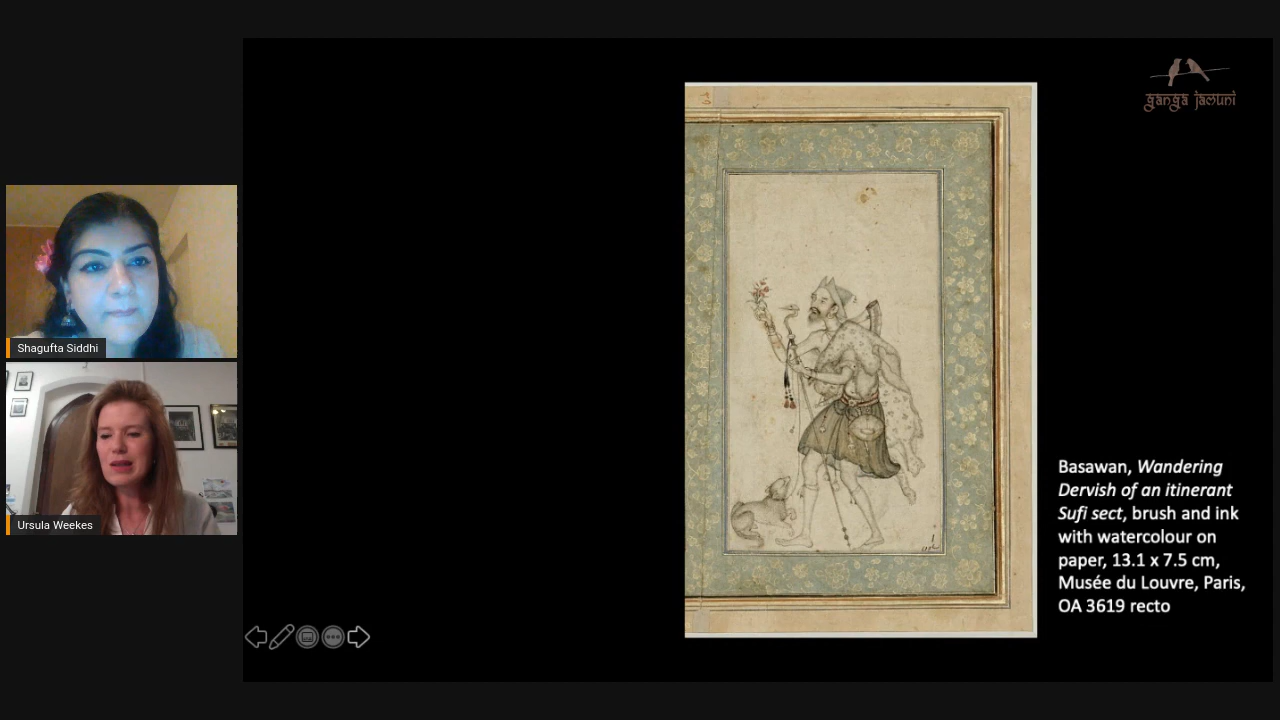 ganga jamuni
Shagufta Siddhi
Ursula Weekes
Basawan, Wandering
Dervish of an itinerant
Sufi sect, brush and ink
with watercolour on
paper, 13.1 x 7.5 cm,
Musée du Louvre, Paris,
OA 3619 recto